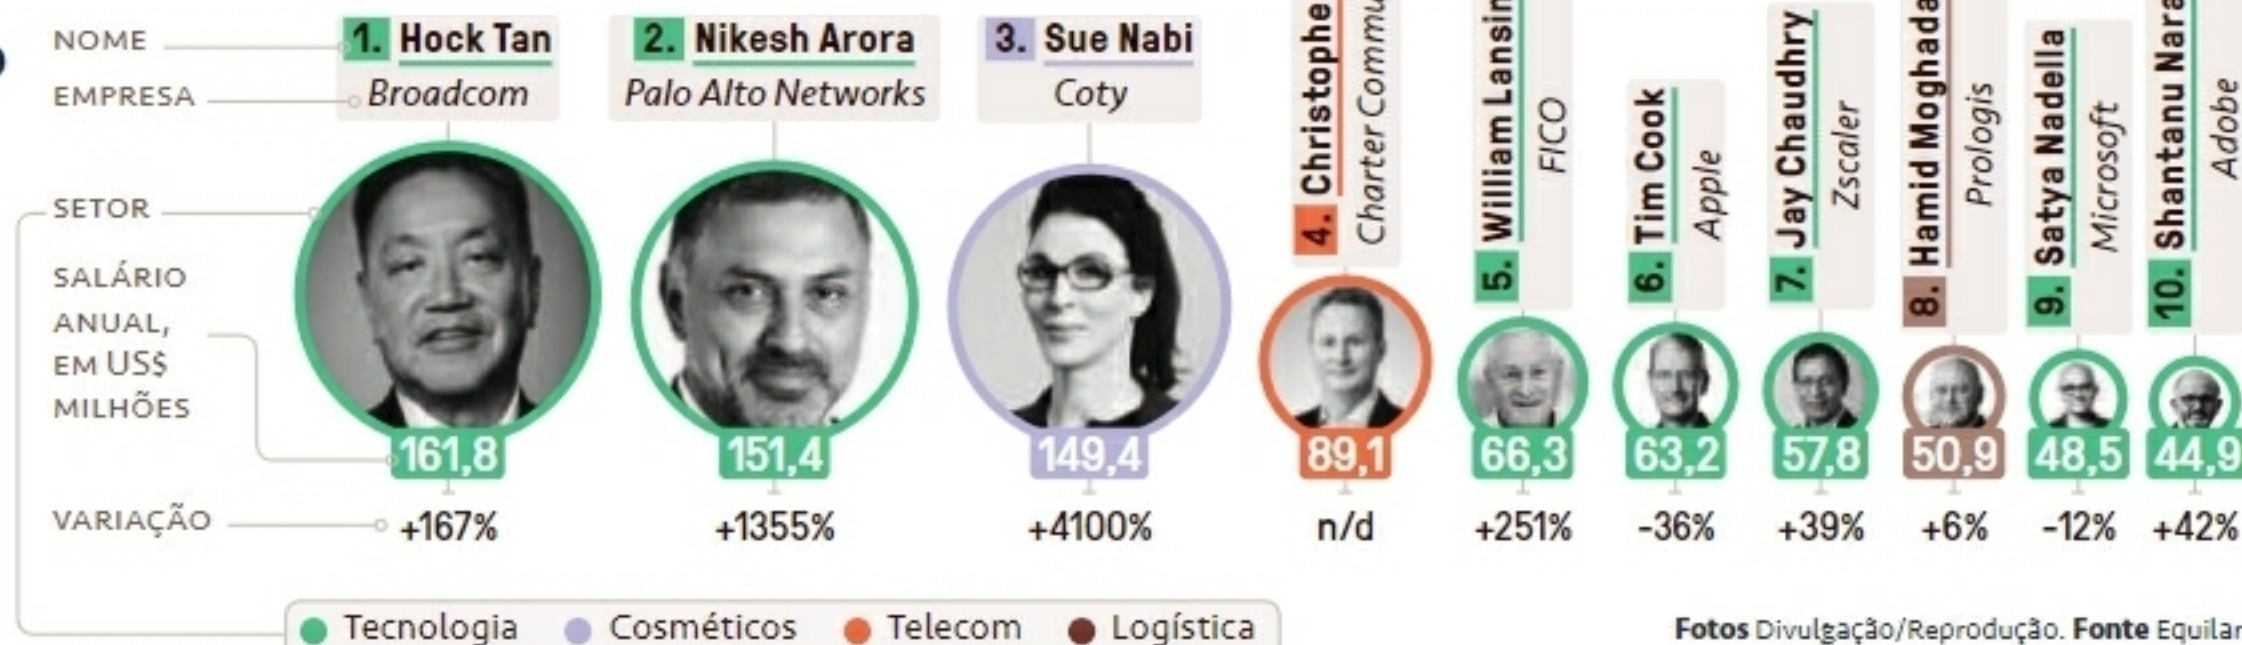 NOME
EMPRESA
SETOR
SALÁRIO
ANUAL,
EM US$
MILHÕES
VARIAÇÃO
1. Hock Tan
Broadcom
161,8
+167%
2. Nikesh Arora
Palo Alto Networks
151,4
+1355%
3. Sue Nabi
Coty
149,4
+4100%
4. Christophe
Charter Commu
89,1
n/d
5. William Lansin
FICO
66,3
+251%
6. Tim Cook
Apple
63,2
-36%
7. Jay Chaudhry
Zscaler
57,8
+39%
8. Hamid Moghada
Prologis
50,9
+6%
9. Satya Nadella
Microsoft
48,5
-12%
10. Shantanu Nara
Adobe
44,9
+42%
Tecnologia Cosméticos Telecom Logística
Fotos Divulgação/Reprodução. Fonte Equilar